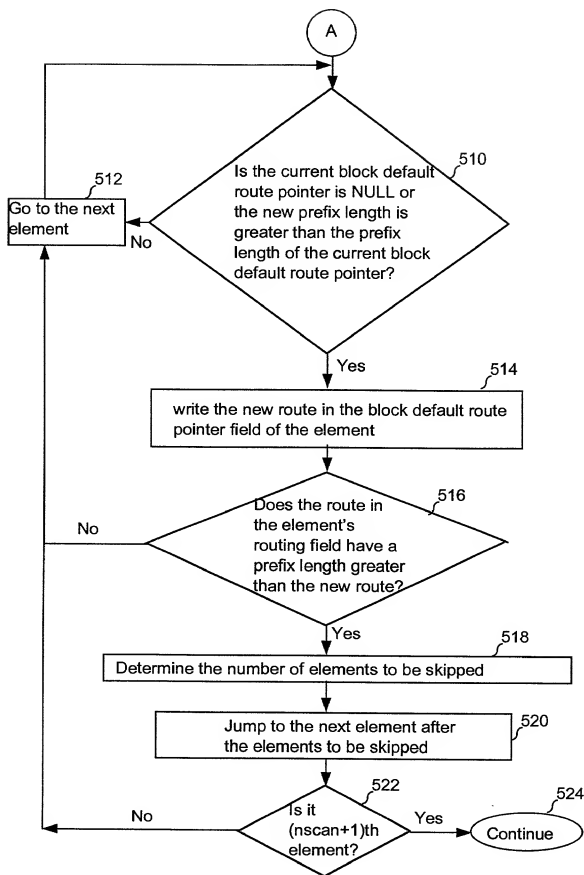 A
510
Is the current block default
route pointer is NULL or
the new prefix length is
greater than the prefix
length of the current block
default route pointer?
512
Go to the next
element
No
Yes
514
write the new route in the block default route
pointer field of the element
516
Does the route in
the element's
routing field have a
prefix length greater
than the new route?
No
Yes
518
Determine the number of elements to be skipped
520
Jump to the next element after
the elements to be skipped
522
Is it
(nscan+1)th
element?
No
Yes
524
Continue